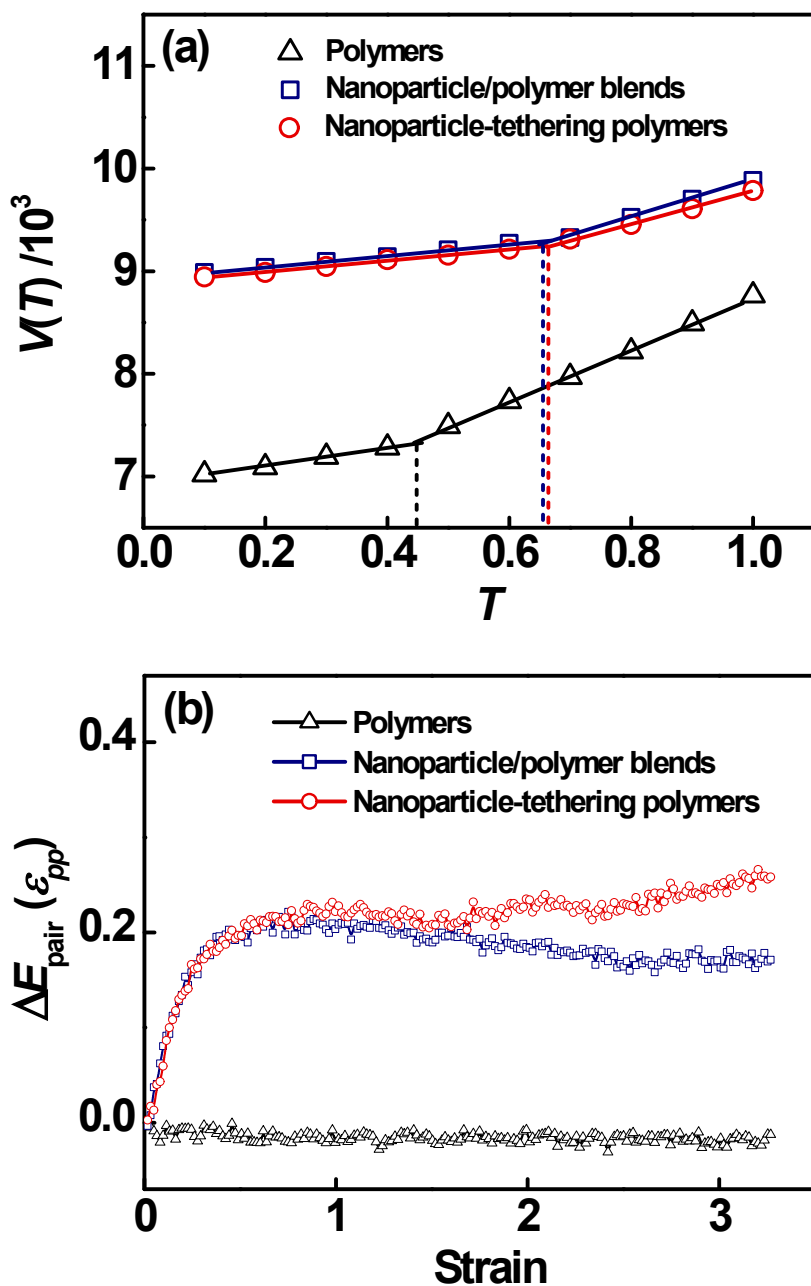 (a)
Polymers
Nanoparticle/polymer blends
Nanoparticle-tethering polymers
11
10
9
8
7
V(T) /10³
0.0 0.2 0.4 0.6 0.8 1.0
T
(b)
Polymers
Nanoparticle/polymer blends
Nanoparticle-tethering polymers
0.4
0.2
0.0
ΔE_pair (ε_pp)
0 1 2 3
Strain